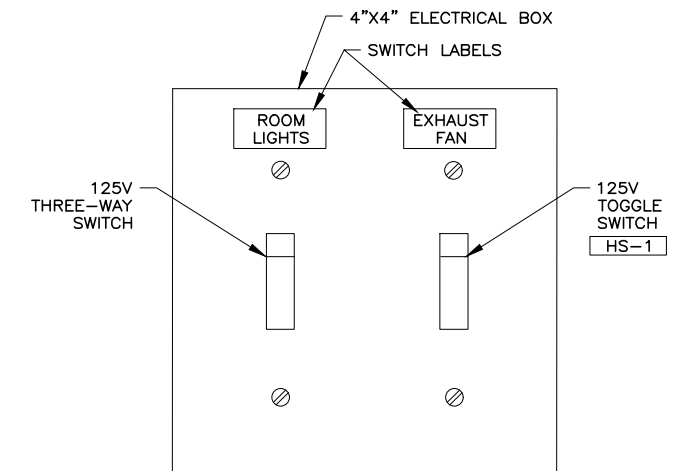 4"X4" ELECTRICAL BOX
SWITCH LABELS
ROOM
LIGHTS
EXHAUST
FAN
125V
THREE-WAY
SWITCH
125V
TOGGLE
SWITCH
HS-1